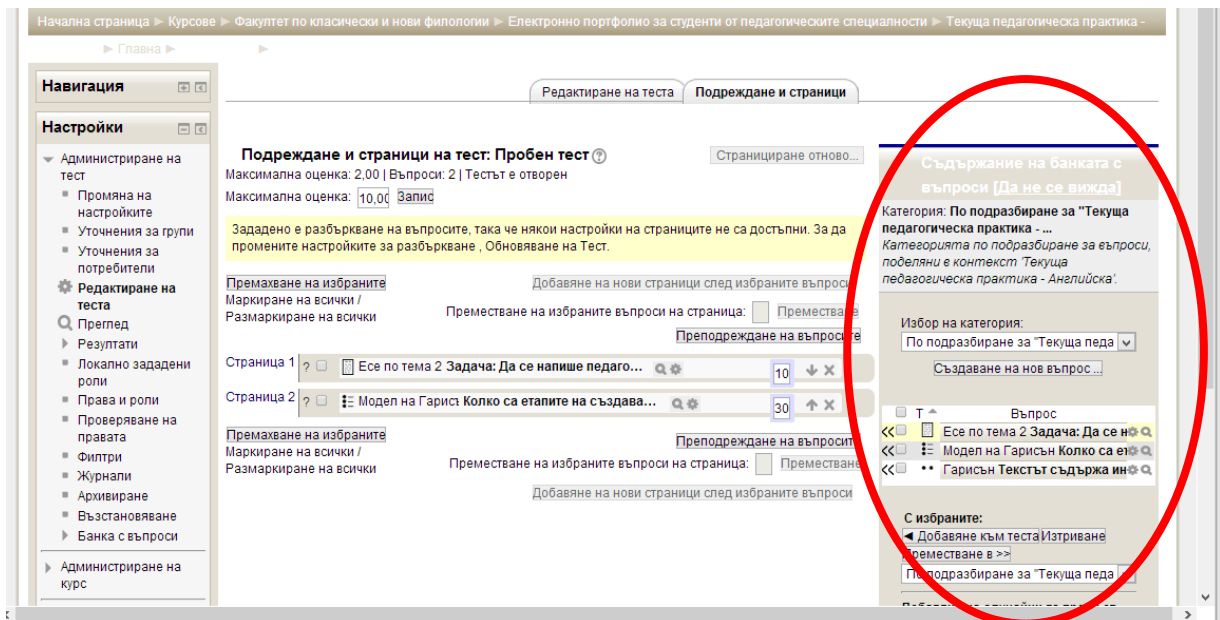 Начална страница ► Курсове ► Факултет по класически и нови филологии ► Електронно портфолио за студенти от педагогическите специалности ► Текуща педагогическа практика -
► Главна ► ►
Навигация
Настройки
Администриране на
тест
Промяна на
настройките
Уточнения за групи
Уточнения за
потребители
Редактиране на
теста
Преглед
Резултати
Локално зададени
роли
Права и роли
Проверяване на
правата
Филтри
Журнали
Архивиране
Възстановяване
Банка с въпроси
Администриране на
курс
Редактиране на теста
Подреждане и страници
Подреждане и страници на тест: Пробен тест
Странициране отново...
Максимална оценка: 2,00 | Въпроси: 2 | Тестът е отворен
Максимална оценка: 10,00 Запис
Зададено е разбъркване на въпросите, така че някои настройки на страниците не са достъпни. За да
промените настройките за разбъркване , Обновяване на Тест.
Премахване на избраните
Добавяне на нови страници след избраните въпроси
Маркиране на всички /
Размаркиране на всички
Преместване на избраните въпроси на страница: Преместване
Преподреждане на въпросите
Страница 1 ? Есе по тема 2 Задача: Да се напише педаго... 10
Страница 2 ? Модел на Гарисъ Колко са етапите на създава... 30
Премахване на избраните
Преподреждане на въпросите
Маркиране на всички /
Размаркиране на всички
Преместване на избраните въпроси на страница: Преместване
Добавяне на нови страници след избраните въпроси
Съдържание на банката с
въпроси [Да не се вижда]
Категория: По подразбиране за "Текуща
педагогическа практика - ...
Категорията по подразбиране за въпроси,
поделяни в контекст 'Текуща
педагогическа практика - Английска'.
Избор на категория:
По подразбиране за "Текуща педа
Създаване на нов въпрос ...
Т Въпрос
<< Есе по тема 2 Задача: Да се н
<< Модел на Гарисън Колко са ет
<< Гарисън Текстът съдържа ин
С избраните:
◄ Добавяне към теста Изтриване
Преместване в >>
По подразбиране за "Текуща педа